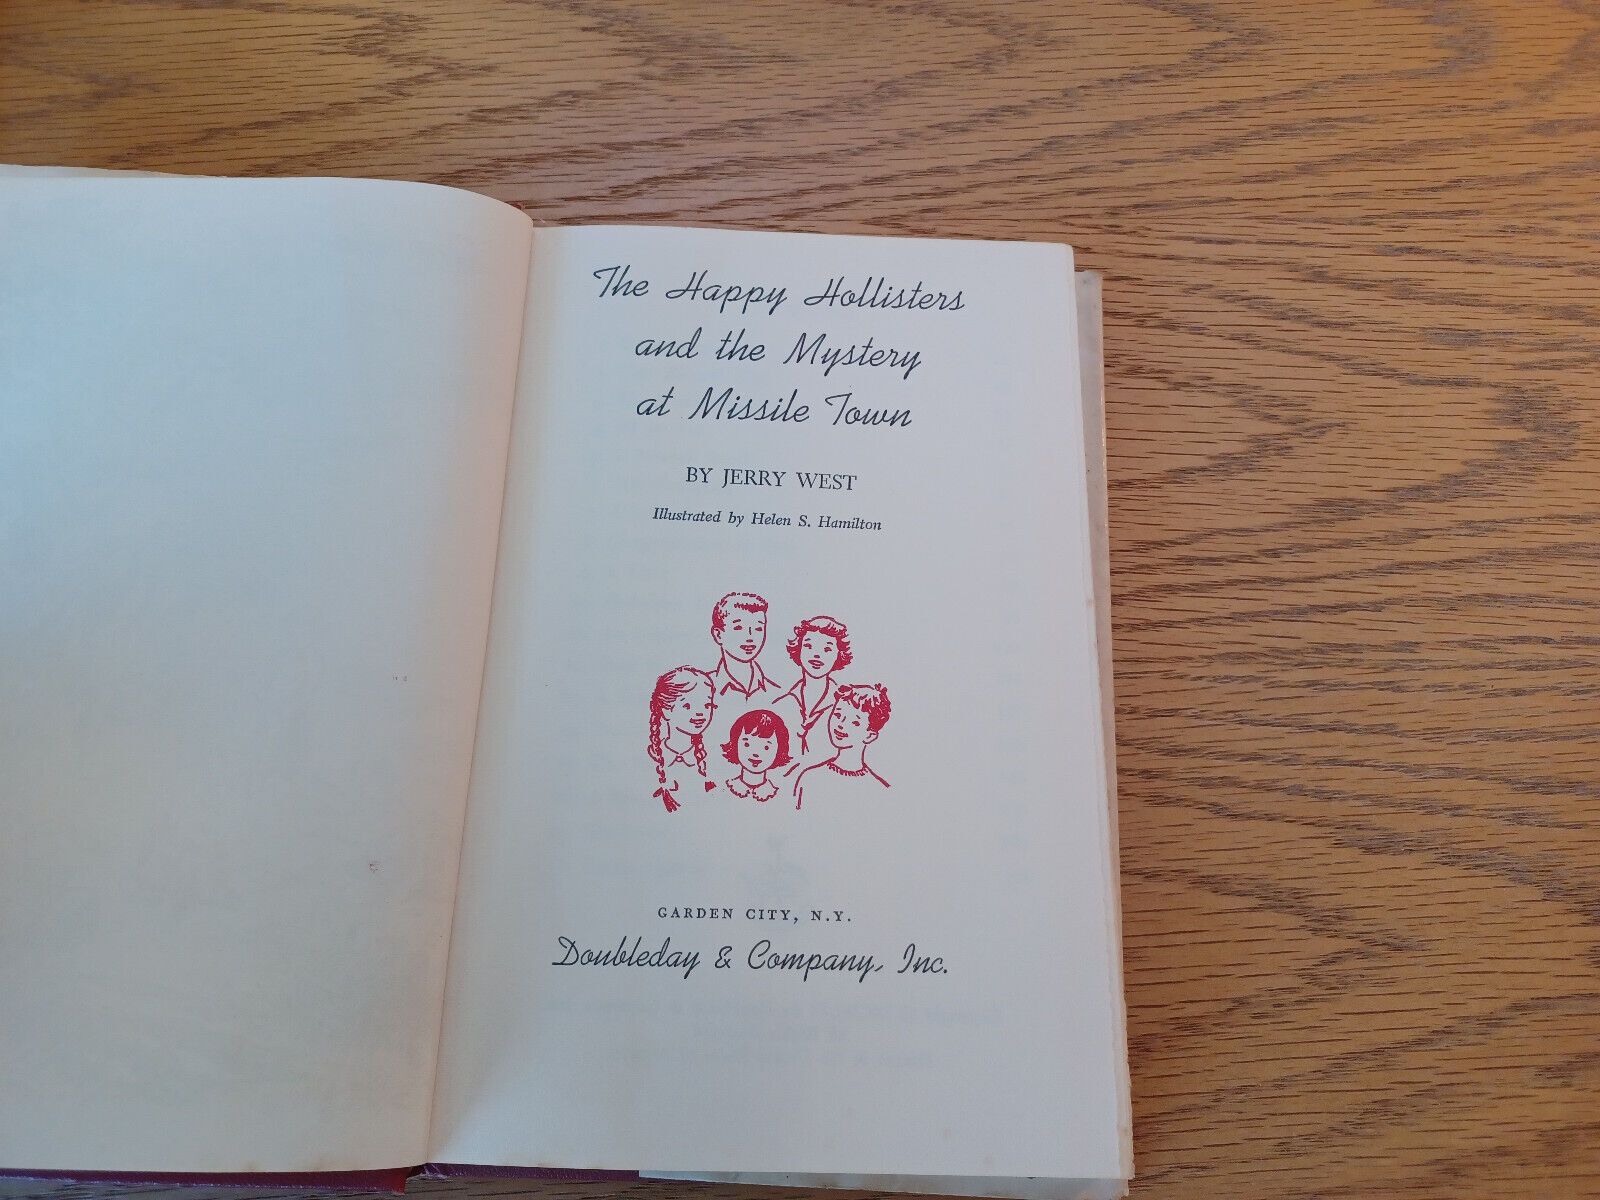 The Happy Hollisters
and the Mystery
at Missile Town
BY JERRY WEST
Illustrated by Helen S. Hamilton
GARDEN CITY, N.Y.
Doubleday & Company, Inc.